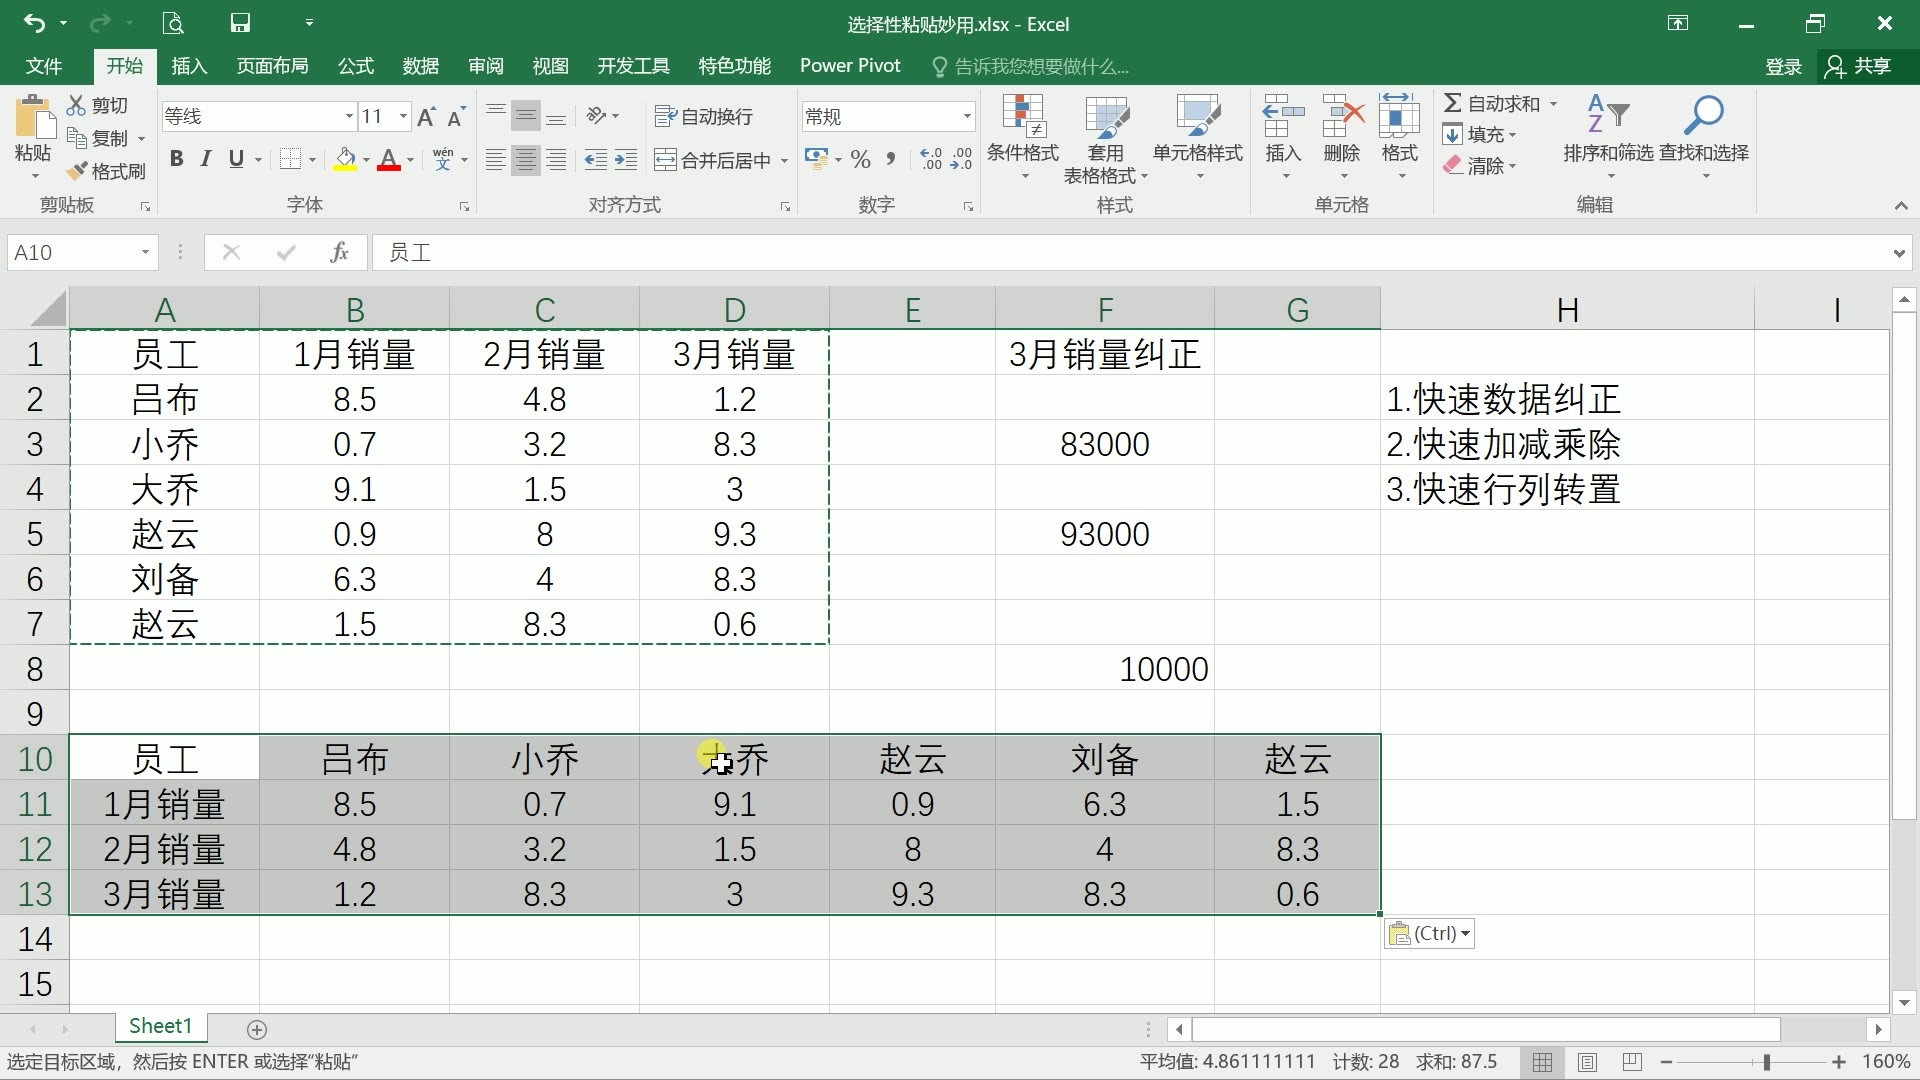 选择性粘贴妙用.xlsx - Excel
文件 开始 插入 页面布局 公式 数据 审阅 视图 开发工具 特色功能 Power Pivot 告诉我您想要做什么... 登录 共享
粘贴 剪切 复制 格式刷 剪贴板
等线 11 B I U A wén 文 字体
自动换行 合并后居中 对齐方式
常规 % 数字
条件格式 套用 表格格式 单元格样式 样式
插入 删除 格式 单元格
自动求和 填充 清除 排序和筛选 查找和选择 编辑
A10 fx 员工
A B C D E F G H I
1 员工 1月销量 2月销量 3月销量 3月销量纠正
2 吕布 8.5 4.8 1.2 1.快速数据纠正
3 小乔 0.7 3.2 8.3 83000 2.快速加减乘除
4 大乔 9.1 1.5 3 3.快速行列转置
5 赵云 0.9 8 9.3 93000
6 刘备 6.3 4 8.3
7 赵云 1.5 8.3 0.6
8 10000
9
10 员工 吕布 小乔 大乔 赵云 刘备 赵云
11 1月销量 8.5 0.7 9.1 0.9 6.3 1.5
12 2月销量 4.8 3.2 1.5 8 4 8.3
13 3月销量 1.2 8.3 3 9.3 8.3 0.6
14 (Ctrl)
15
Sheet1
选定目标区域，然后按 ENTER 或选择“粘贴” 平均值: 4.861111111 计数: 28 求和: 87.5 160%